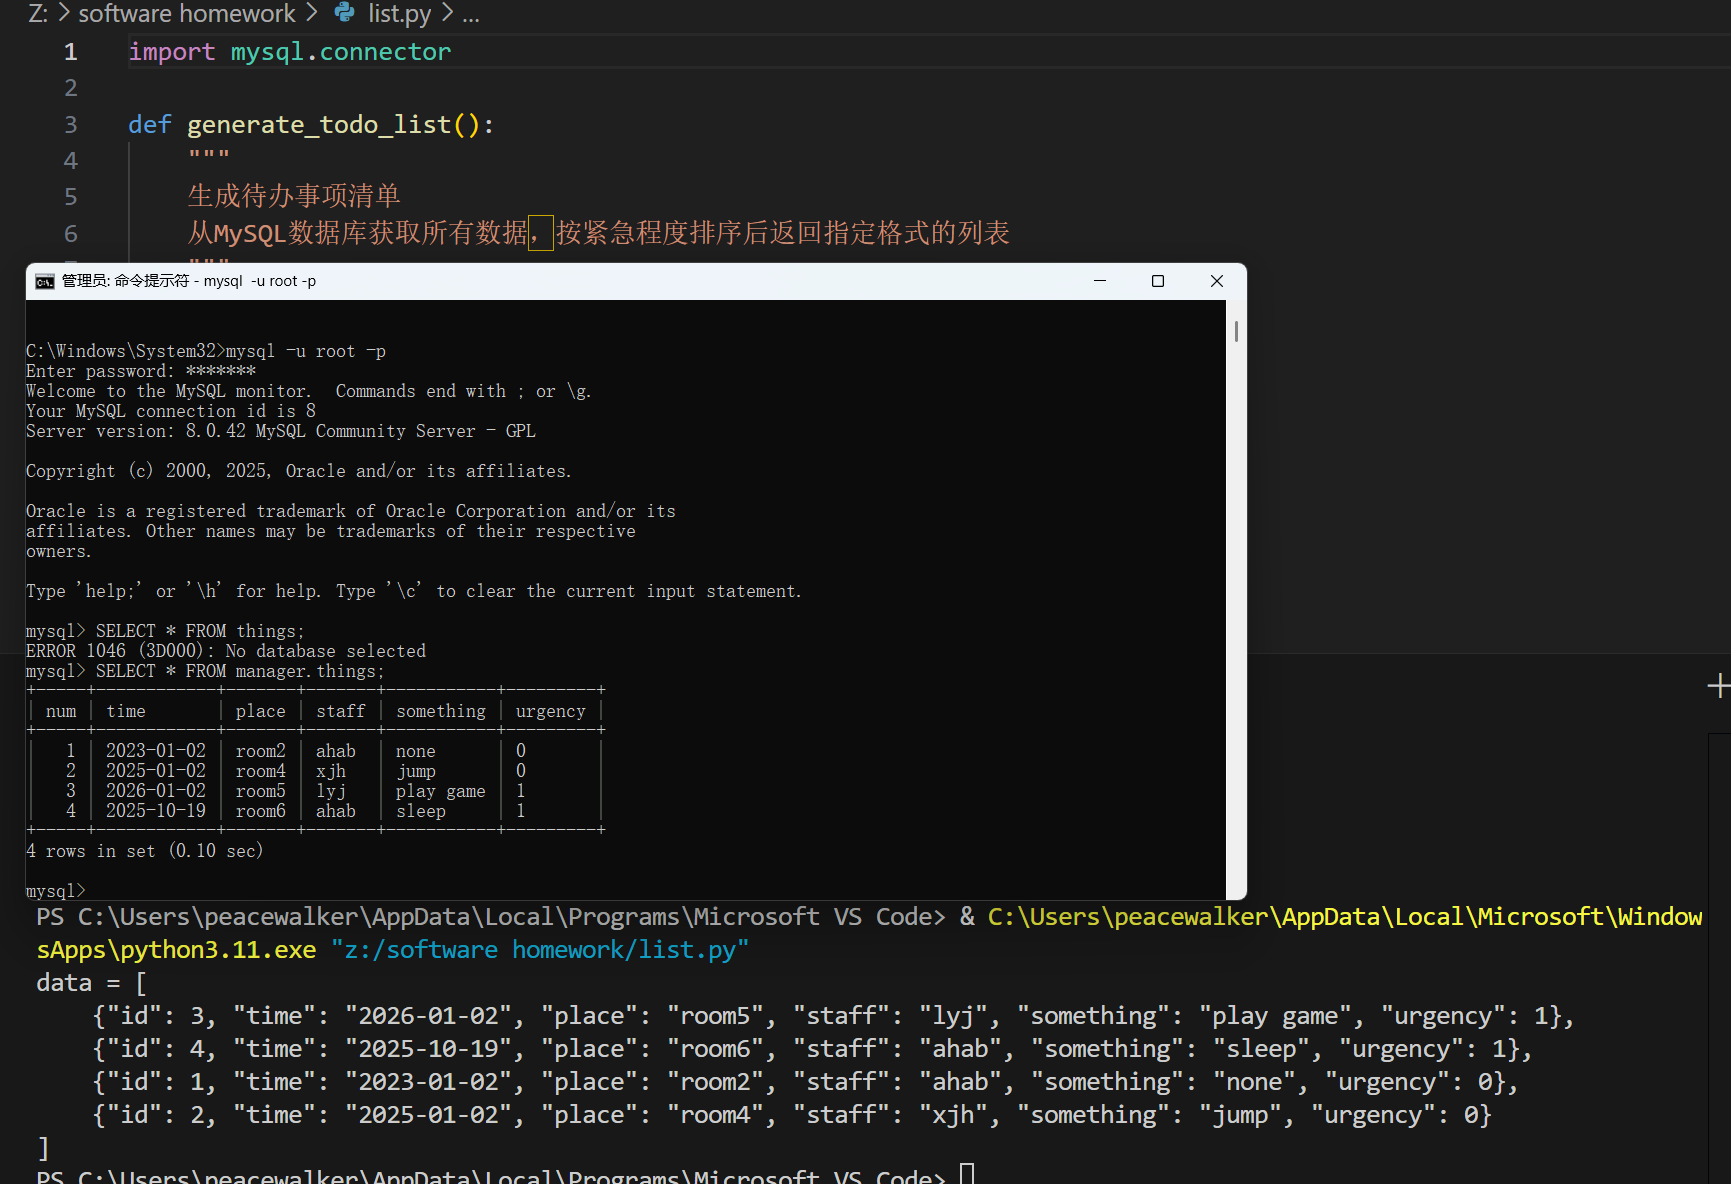 Z: > software homework > list.py > ...
1 import mysql.connector
2
3 def generate_todo_list():
4 """
5 生成待办事项清单
6 从MySQL数据库获取所有数据，按紧急程度排序后返回指定格式的列表
管理员: 命令提示符 - mysql  -u root -p
C:\Windows\System32>mysql -u root -p
Enter password: *******
Welcome to the MySQL monitor.  Commands end with ; or \g.
Your MySQL connection id is 8
Server version: 8.0.42 MySQL Community Server - GPL
Copyright (c) 2000, 2025, Oracle and/or its affiliates.
Oracle is a registered trademark of Oracle Corporation and/or its
affiliates. Other names may be trademarks of their respective
owners.
Type 'help;' or '\h' for help. Type '\c' to clear the current input statement.
mysql> SELECT * FROM things;
ERROR 1046 (3D000): No database selected
mysql> SELECT * FROM manager.things;
+-----+------------+-------+-------+------------+---------+
| num | time       | place | staff | something | urgency |
+-----+------------+-------+-------+------------+---------+
|   1 | 2023-01-02 | room2 | ahab  | none      | 0       |
|   2 | 2025-01-02 | room4 | xjh   | jump      | 0       |
|   3 | 2026-01-02 | room5 | lyj   | play game | 1       |
|   4 | 2025-10-19 | room6 | ahab  | sleep     | 1       |
+-----+------------+-------+-------+------------+---------+
4 rows in set (0.10 sec)
mysql>
PS C:\Users\peacewalker\AppData\Local\Programs\Microsoft VS Code> & C:\Users\peacewalker\AppData\Local\Microsoft\Window
sApps\python3.11.exe "z:/software homework/list.py"
data = [
    {"id": 3, "time": "2026-01-02", "place": "room5", "staff": "lyj", "something": "play game", "urgency": 1},
    {"id": 4, "time": "2025-10-19", "place": "room6", "staff": "ahab", "something": "sleep", "urgency": 1},
    {"id": 1, "time": "2023-01-02", "place": "room2", "staff": "ahab", "something": "none", "urgency": 0},
    {"id": 2, "time": "2025-01-02", "place": "room4", "staff": "xjh", "something": "jump", "urgency": 0}
]
PS C:\Users\peacewalker\AppData\Local\Programs\Microsoft VS Code>